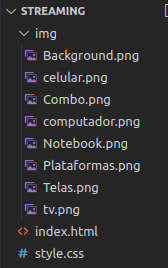 STREAMING
img
Background.png
celular.png
Combo.png
computador.png
Notebook.png
Plataformas.png
Telas.png
tv.png
index.html
style.css